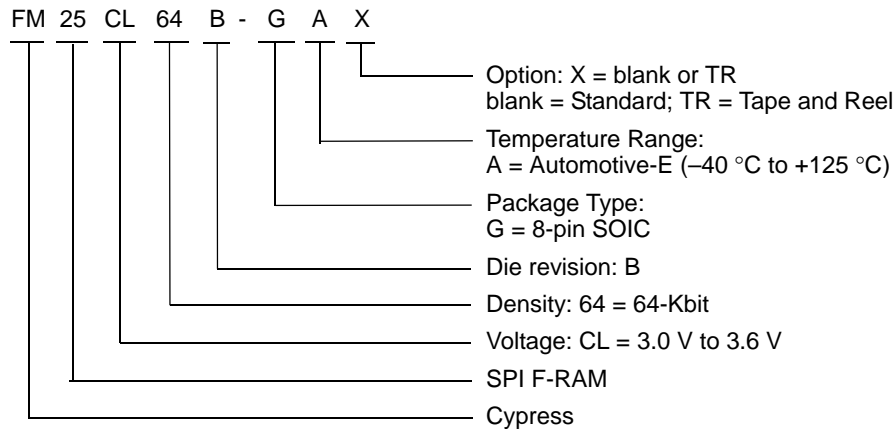 FM 25 CL 64 B - G A X
Option: X = blank or TR
blank = Standard; TR = Tape and Reel
Temperature Range:
A = Automotive-E (–40 °C to +125 °C)
Package Type:
G = 8-pin SOIC
Die revision: B
Density: 64 = 64-Kbit
Voltage: CL = 3.0 V to 3.6 V
SPI F-RAM
Cypress